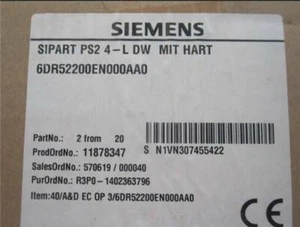 SIEMENS
SIPART PS2 4-L DW MIT HART
6DR52200EN000AA0
PartNo.: 2 from 20
ProdOrdNo.: 11878347 S N1VN307455422
SalesOrdNo.: 570619 / 000040
PurOrdNo.: R3P0-1402363796
Item:40/A&D EC OP 3/6DR52200EN000AA0
CE